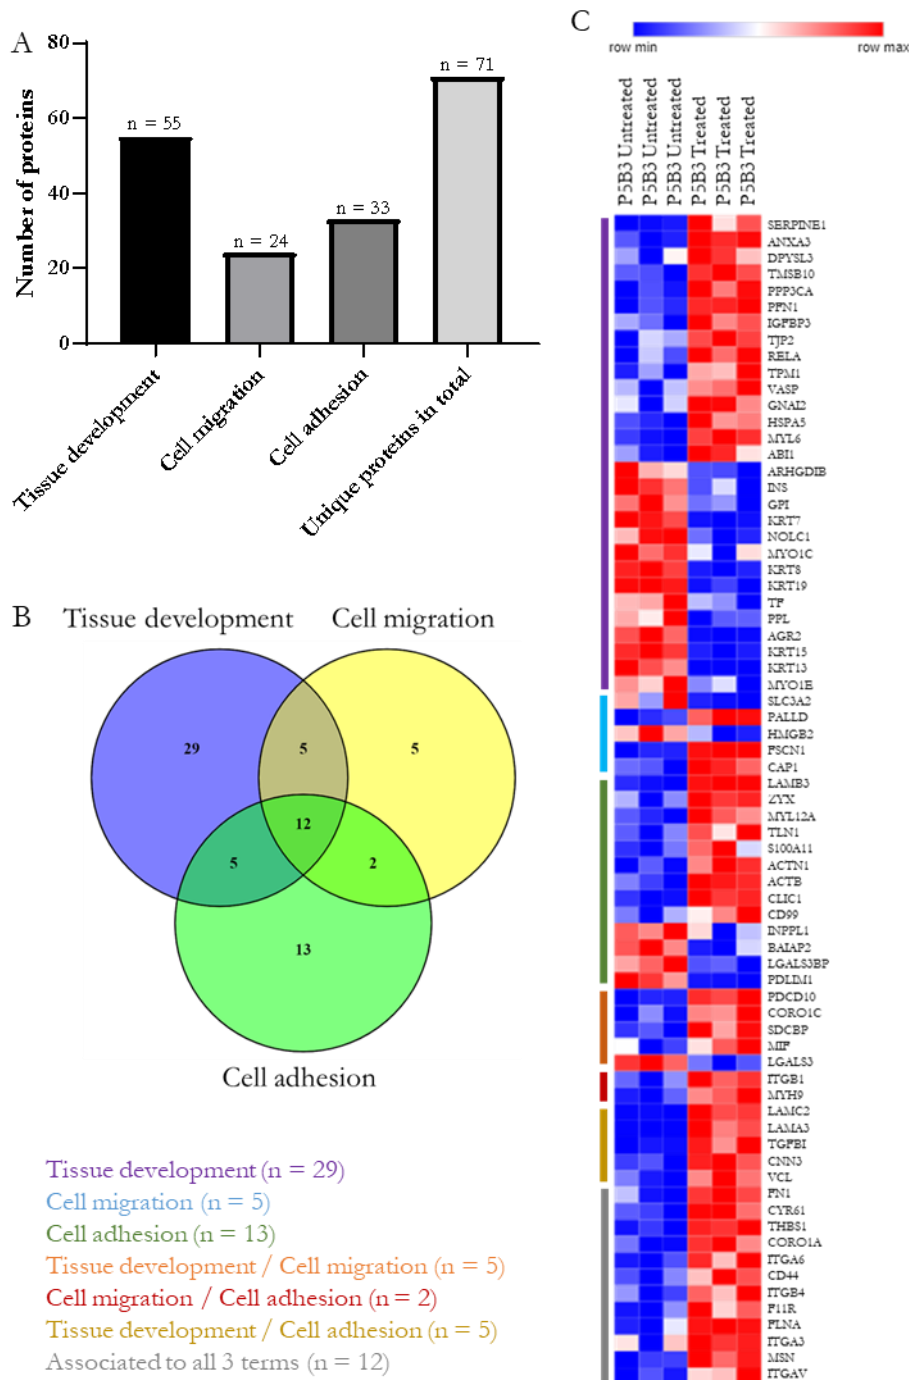 A
80
60
40
20
0
Number of proteins
n = 55
n = 24
n = 33
n = 71
Tissue development
Cell migration
Cell adhesion
Unique proteins in total
B
Tissue development
Cell migration
29
5
5
12
5
2
13
Cell adhesion
Tissue development (n = 29)
Cell migration (n = 5)
Cell adhesion (n = 13)
Tissue development / Cell migration (n = 5)
Cell migration / Cell adhesion (n = 2)
Tissue development / Cell adhesion (n = 5)
Associated to all 3 terms (n = 12)
C
row min
row max
P5B3 Untreated
P5B3 Untreated
P5B3 Untreated
P5B3 Treated
P5B3 Treated
P5B3 Treated
SERPINE1
ANXA3
DPYSL3
TMSB10
PPP3CA
PFN1
IGFBP3
TJP2
RELA
TPM1
VASP
GNAI2
HSPA5
MYL6
ABI1
ARHGDIB
INS
GPI
KRT7
NOLC1
MYO1C
KRT8
KRT19
TF
PPL
AGR2
KRT15
KRT13
MYO1E
SLC3A2
PALLD
HMGB2
FSCN1
CAP1
LAMB3
ZYX
MYL12A
TLN1
S100A11
ACTN1
ACTB
CLIC1
CD99
INPPL1
BAIAP2
LGALS3BP
PDLIM1
PDCD10
CORO1C
SDCBP
MIF
LGALS3
ITGB1
MYH9
LAMC2
LAMA3
TGFBI
CNN3
VCL
FN1
CYR61
THBS1
CORO1A
ITGA6
CD44
ITGB4
F11R
FLNA
ITGA3
MSN
ITGAV